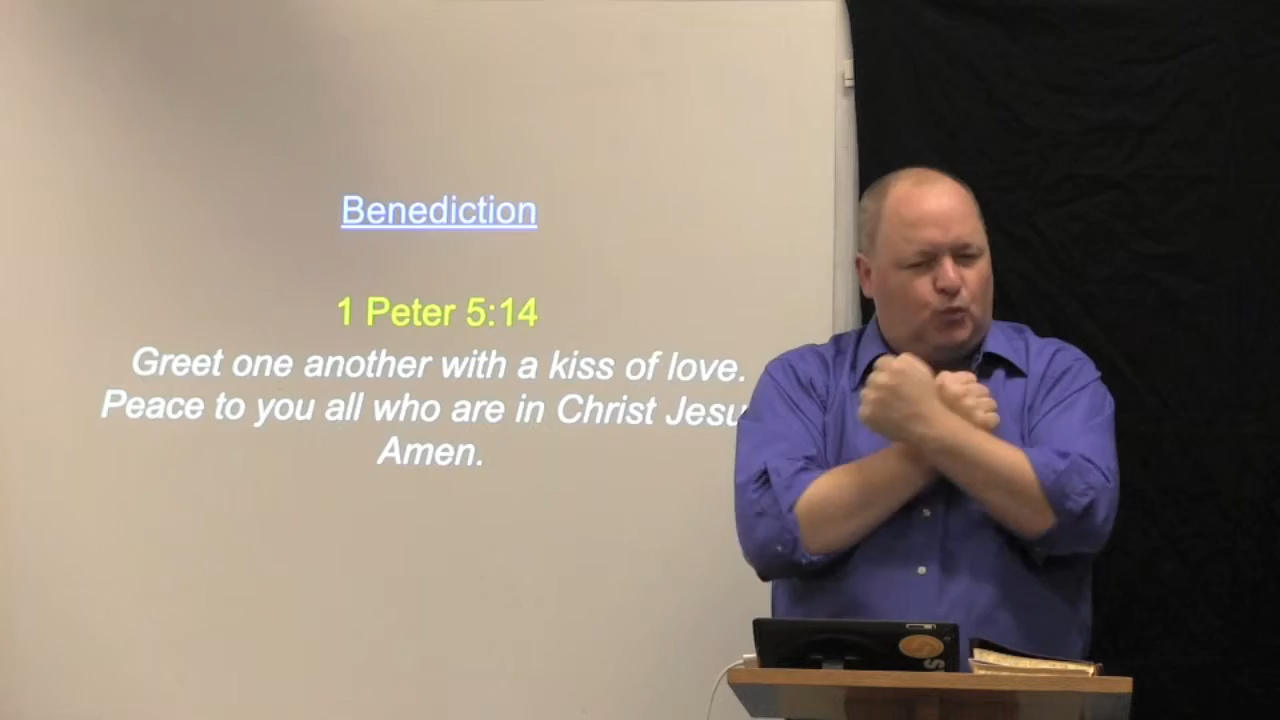 Benediction
1 Peter 5:14
Greet one another with a kiss of love.
Peace to you all who are in Christ Jesu
Amen.